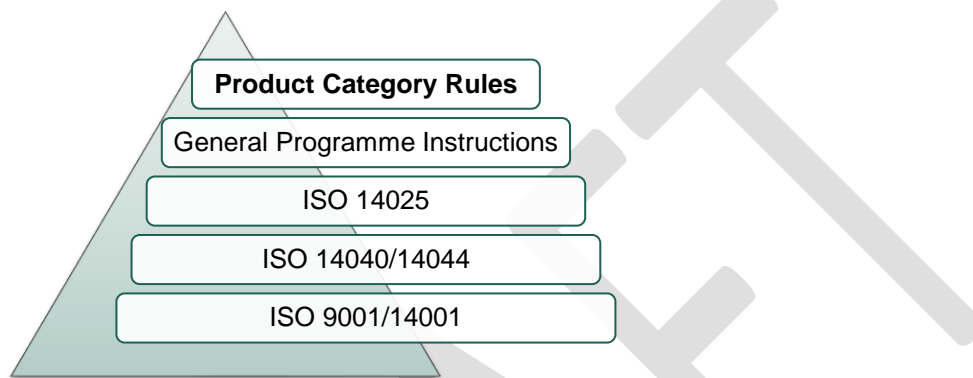 Product Category Rules
General Programme Instructions
ISO 14025
ISO 14040/14044
ISO 9001/14001